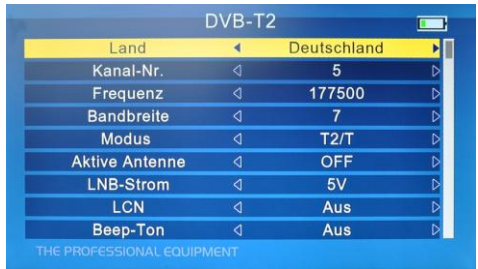 DVB-T2
Land Deutschland
Kanal-Nr. 5
Frequenz 177500
Bandbreite 7
Modus T2/T
Aktive Antenne OFF
LNB-Strom 5V
LCN Aus
Beep-Ton Aus
THE PROFESSIONAL EQUIPMENT